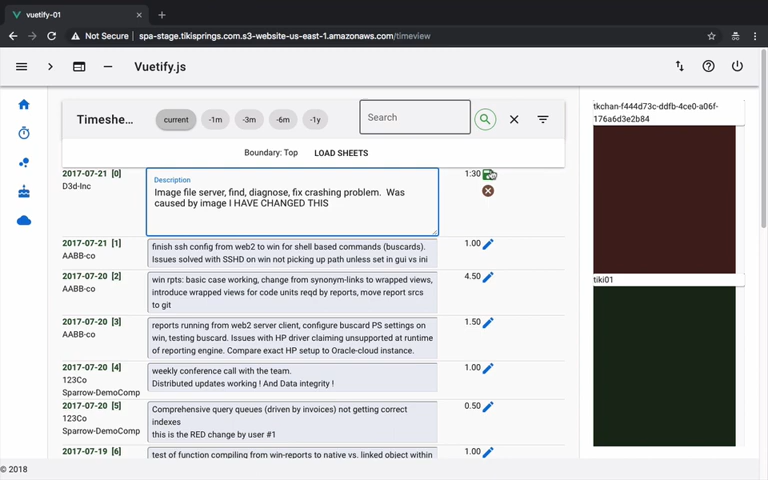 vuetify-01
Not Secure | spa-stage.tikisprings.com.s3-website-us-east-1.amazonaws.com/timeview
Vuetify.js
Timeshe...
current
-1m
-3m
-6m
-1y
Search
Boundary: Top
LOAD SHEETS
2017-07-21 [0]
D3d-Inc
Description
Image file server, find, diagnose, fix crashing problem. Was
caused by image I HAVE CHANGED THIS
1:30
2017-07-21 [1]
AABB-co
finish ssh config from web2 to win for shell based commands (buscards).
Issues solved with SSHD on win not picking up path unless set in gui vs ini
1.00
2017-07-20 [2]
AABB-co
win rpts: basic case working, change from symonym-links to wrapped views,
introduce wrapped views for code units reqd by reports, move report srcs
to git
4.50
2017-07-20 [3]
AABB-co
reports running from web2 server client, configure buscard PS settings on
win, testing buscard. Issues with HP driver claiming unsupported at runtime
of reporting engine. Compare exact HP setup to Oracle-cloud instance.
1.50
2017-07-20 [4]
123Co
Sparrow-DemoComp
weekly conference call with the team.
Distributed updates working ! And Data integrity !
1.00
2017-07-20 [5]
123Co
Sparrow-DemoComp
Comprehensive query queues (driven by invoices) not getting correct
indexes
this is the RED change by user #1
0.50
2017-07-19 [6]
test of function compiling from win-reports to native vs. linked object within
1.00
tkchan-f444d73c-ddfb-4ce0-a06f-
176a6d3e2b84
tiki01
© 2018